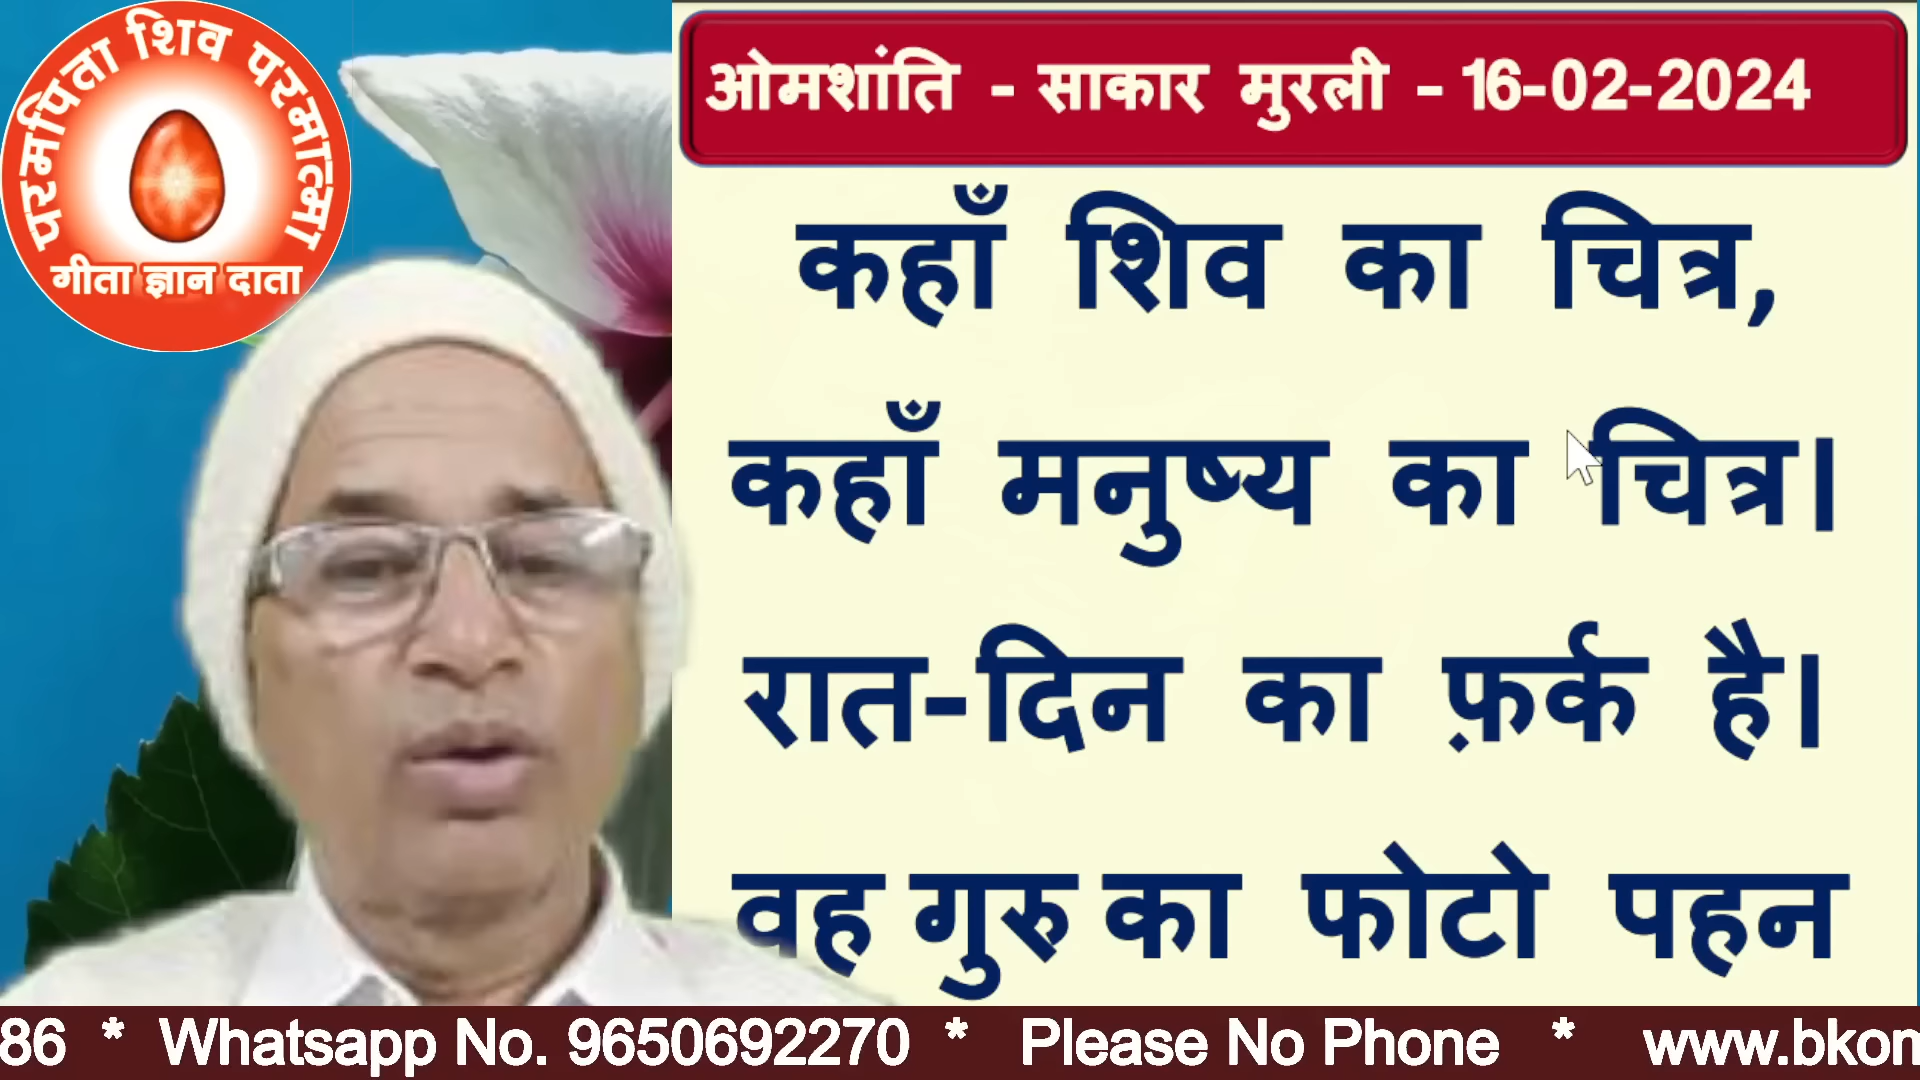 परमपिता शिव परमात्मा
गीता ज्ञान दाता
ओमशांति - साकार मुरली - 16-02-2024
कहाँ शिव का चित्र,
कहाँ मनुष्य का चित्र।
रात-दिन का फ़र्क है।
वह गुरु का फोटो पहन
86 * Whatsapp No. 9650692270 * Please No Phone * www.bkom